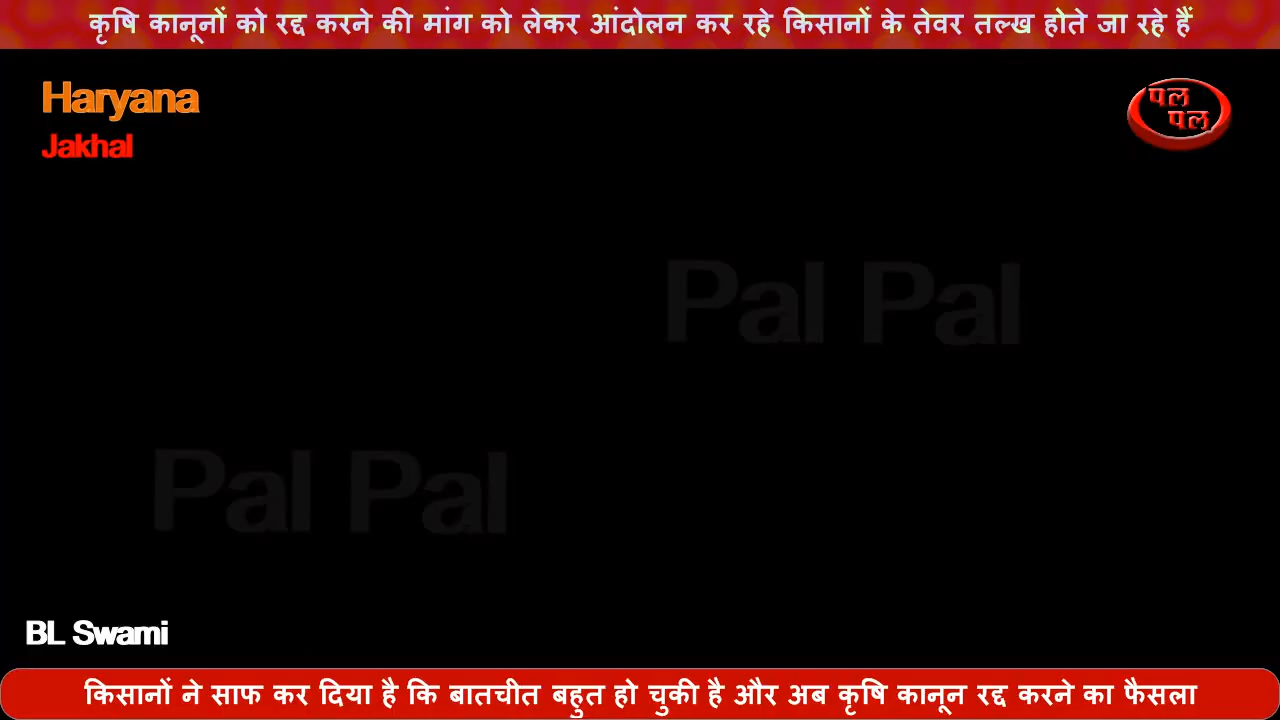 कृषि कानूनों को रद्द करने की मांग को लेकर आंदोलन कर रहे किसानों के तेवर तल्ख होते जा रहे हैं
Haryana
Jakhal
पल
पल
Pal Pal
Pal Pal
BL Swami
किसानों ने साफ कर दिया है कि बातचीत बहुत हो चुकी है और अब कृषि कानून रद्द करने का फैसला